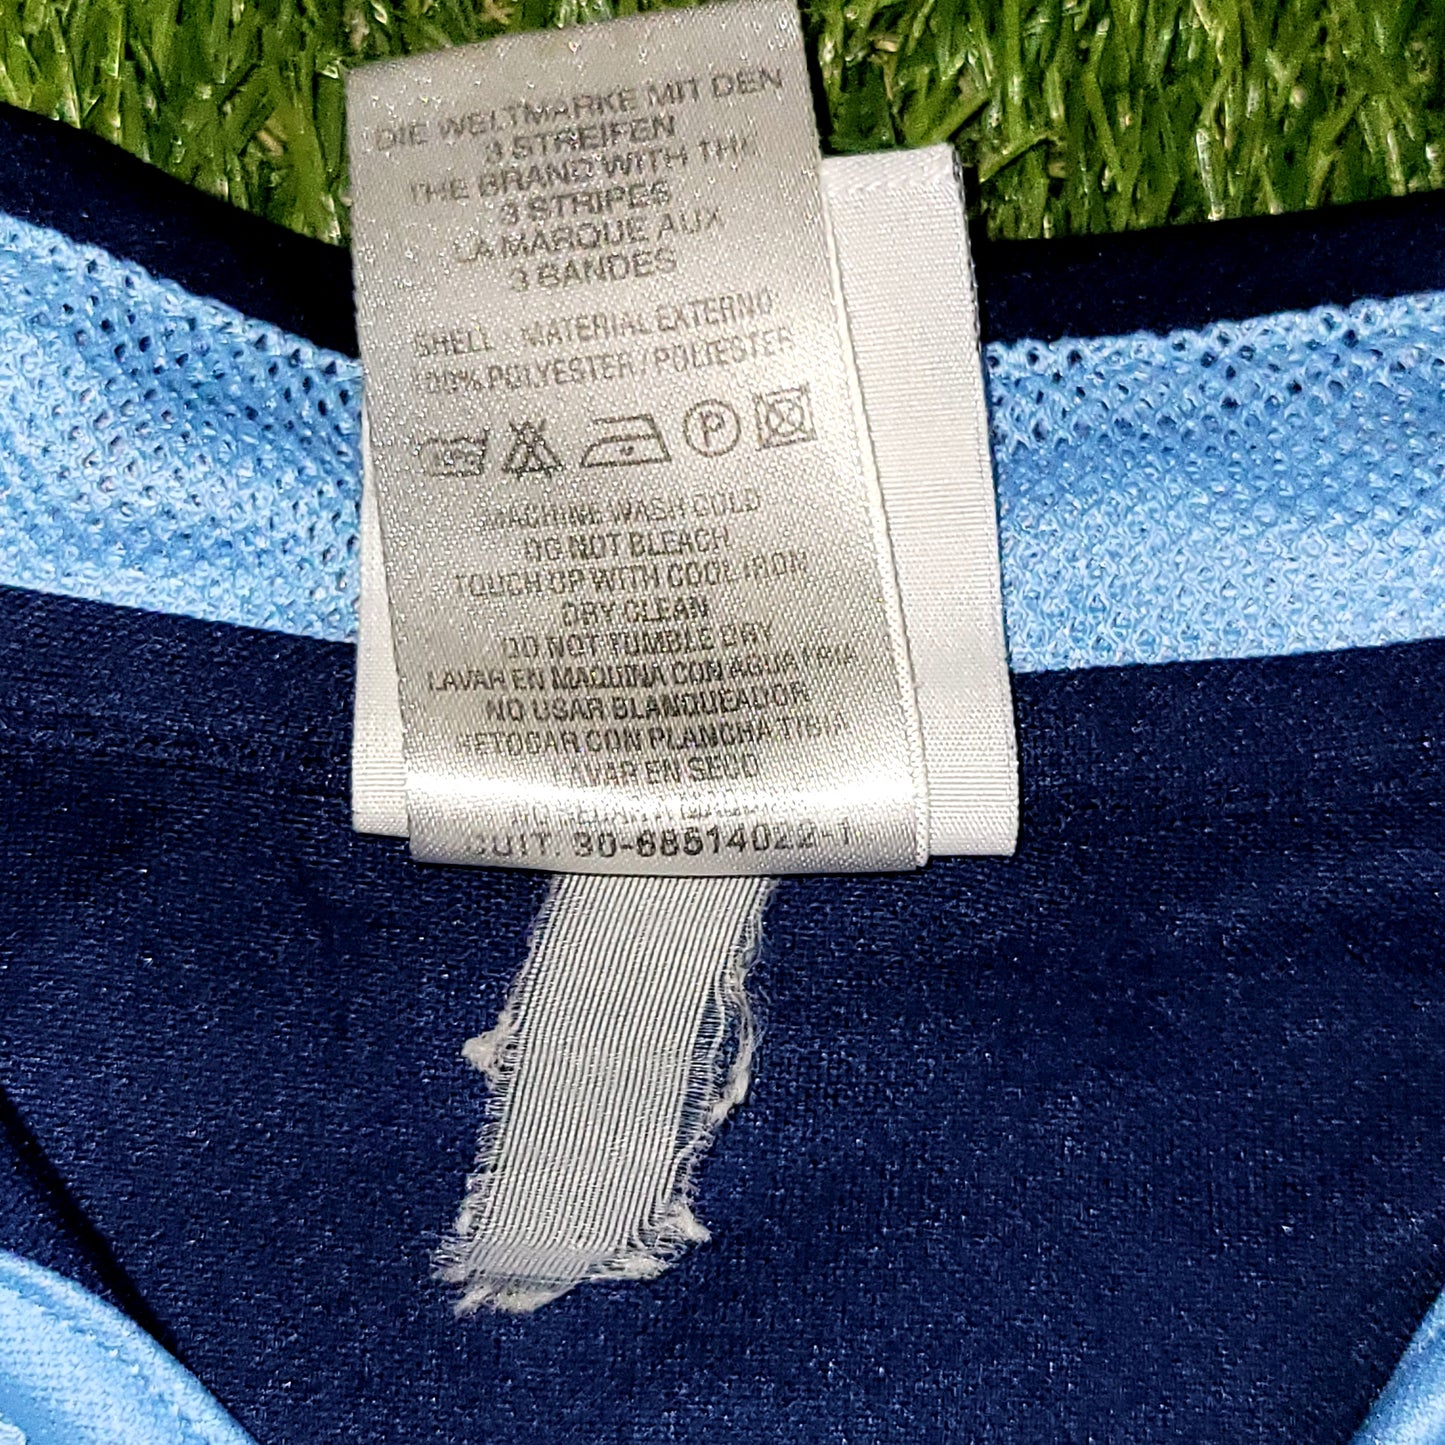 DIE WELTMARKE MIT DEN
3 STREIFEN
THE BRAND WITH THE
3 STRIPES
LA MARQUE AUX
3 BANDES
SHELL MATERIAL EXTERNO
100% POLYESTER / POLIESTER
P
MACHINE WASH COLD
DO NOT BLEACH
TOUCH UP WITH COOL IRON
DRY CLEAN
DO NOT TUMBLE DRY
LAVAR EN MAQUINA CON AGUA FRIA
NO USAR BLANQUEADOR
RETOCAR CON PLANCHA TIBIA
LAVAR EN SECO
CUIT. 30-68514022-1